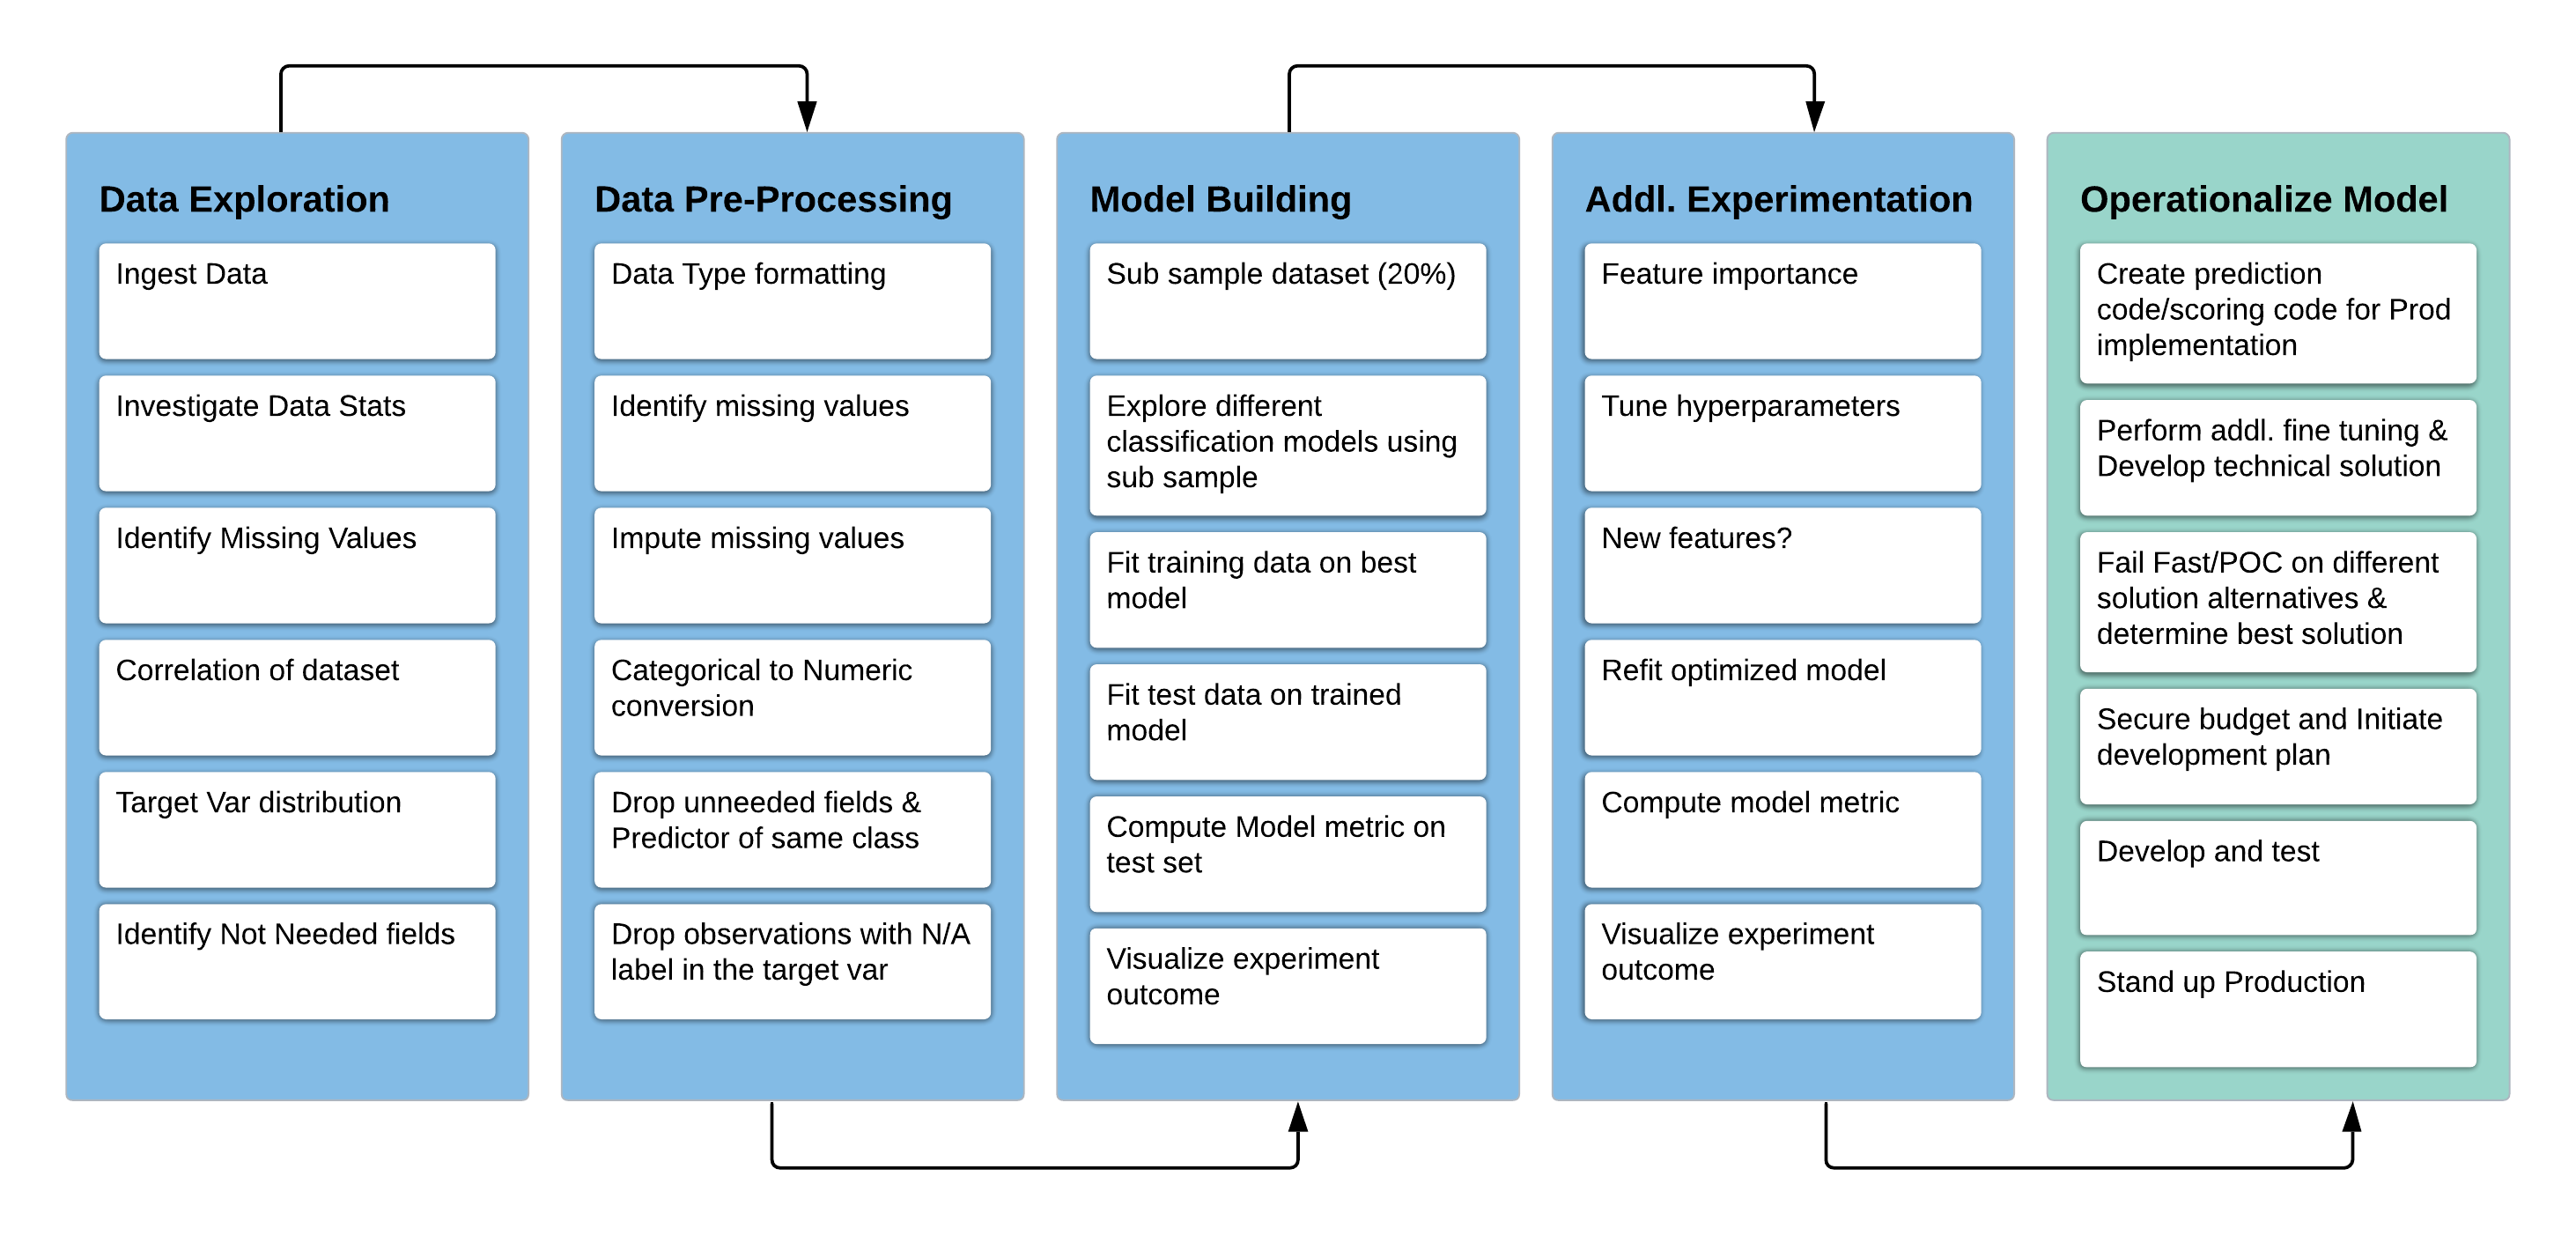 Data Exploration
Ingest Data
Investigate Data Stats
Identify Missing Values
Correlation of dataset
Target Var distribution
Identify Not Needed fields
Data Pre-Processing
Data Type formatting
Identify missing values
Impute missing values
Categorical to Numeric
conversion
Drop unneeded fields &
Predictor of same class
Drop observations with N/A
label in the target var
Model Building
Sub sample dataset (20%)
Explore different
classification models using
sub sample
Fit training data on best
model
Fit test data on trained
model
Compute Model metric on
test set
Visualize experiment
outcome
Addl. Experimentation
Feature importance
Tune hyperparameters
New features?
Refit optimized model
Compute model metric
Visualize experiment
outcome
Operationalize Model
Create prediction
code/scoring code for Prod
implementation
Perform addl. fine tuning &
Develop technical solution
Fail Fast/POC on different
solution alternatives &
determine best solution
Secure budget and Initiate
development plan
Develop and test
Stand up Production